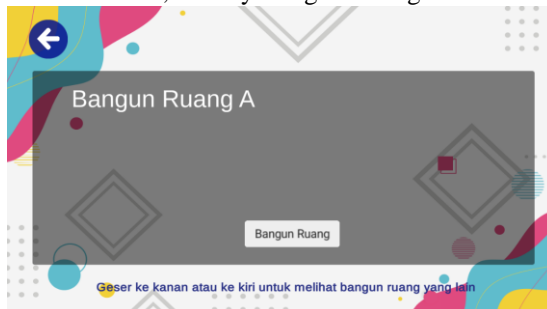 Bangun Ruang A
Bangun Ruang
Geser ke kanan atau ke kiri untuk melihat bangun ruang yang lain